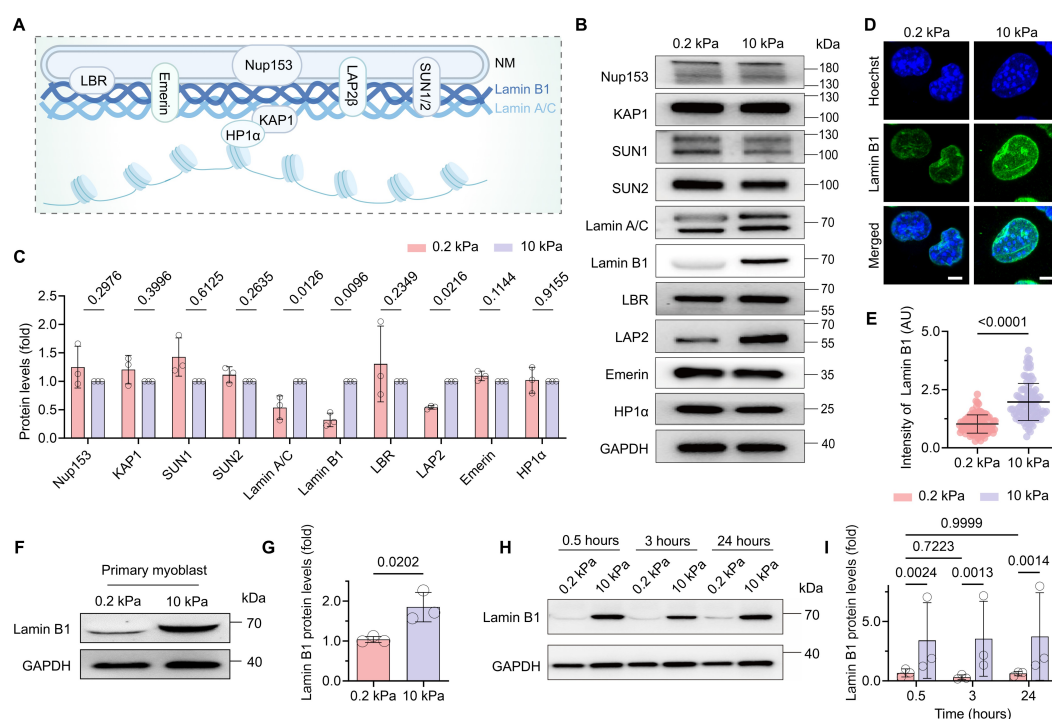 A
LBR
Emerin
Nup153
LAP2β
SUN1/2
NM
Lamin B1
Lamin A/C
KAP1
HP1α
B
0.2 kPa 10 kPa kDa
Nup153
180
130
KAP1
130
100
SUN1
130
100
SUN2
100
Lamin A/C
70
Lamin B1
70
LBR
70
55
LAP2
70
55
Emerin
35
HP1α
25
GAPDH
40
C
0.2 kPa 10 kPa
Protein levels (fold)
2.5
2.0
1.5
1.0
0.5
0.0
0.2976 0.3996 0.6125 0.2635 0.0126 0.0096 0.2349 0.0216 0.1144 0.9155
Nup153 KAP1 SUN1 SUN2 Lamin A/C Lamin B1 LBR LAP2 Emerin HP1α
D
0.2 kPa 10 kPa
Hoechst
Lamin B1
Merged
E
Intensity of Lamin B1 (AU)
<0.0001
5.0
2.5
0.0
0.2 kPa 10 kPa
F
Primary myoblast
0.2 kPa 10 kPa kDa
Lamin B1
70
GAPDH
40
G
Lamin B1 protein levels (fold)
0.0202
2.0
1.0
0.0
0.2 kPa 10 kPa
H
0.5 hours 3 hours 24 hours
0.2 kPa 10 kPa 0.2 kPa 10 kPa 0.2 kPa 10 kPa kDa
Lamin B1
70
GAPDH
40
0.2 kPa 10 kPa
I
Lamin B1 protein levels (fold)
0.9999
0.7223
0.0024 0.0013 0.0014
5.0
0.0
0.5 3 24
Time (hours)